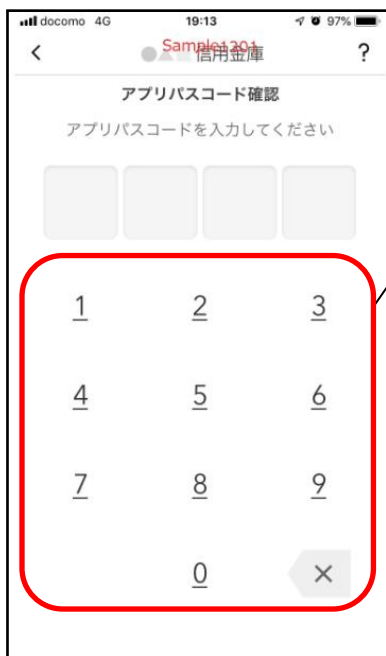 docomo 4G 19:13 97%
Sample1201
●▲■信用金庫 ?
アプリパスコード確認
アプリパスコードを入力してください
1 2 3
4 5 6
7 8 9
0 ×